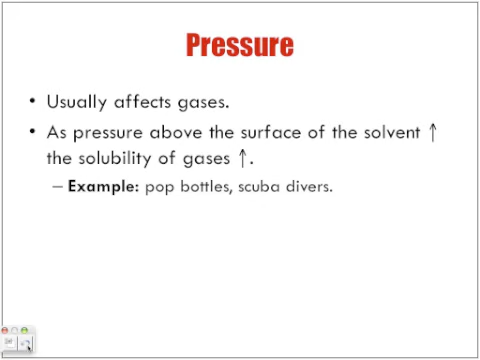 Pressure
• Usually affects gases.
• As pressure above the surface of the solvent ↑
the solubility of gases ↑.
– Example: pop bottles, scuba divers.